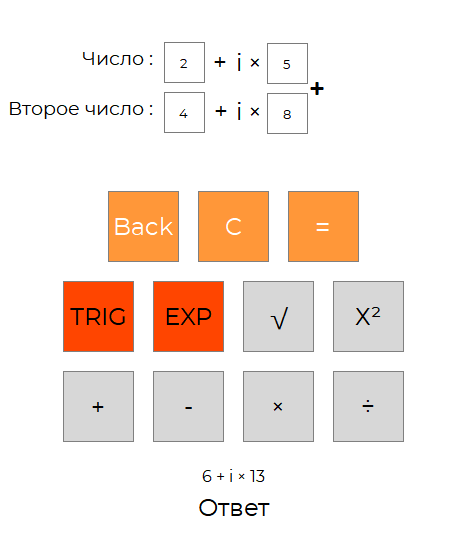 Число : 2 + i × 5
+
Второе число : 4 + i × 8
Back C =
TRIG EXP √ X²
+ - × ÷
6 + i × 13
Ответ